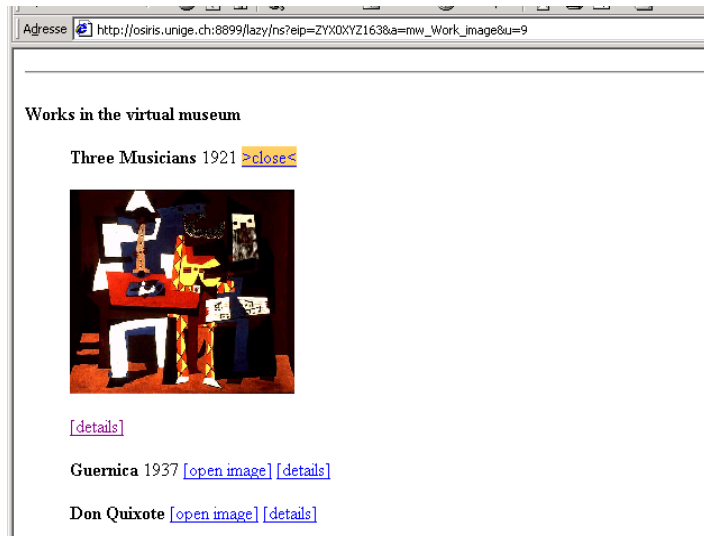 Adresse http://osiris.unige.ch:8899/lazy/ns?eip=ZYX0XYZ163&a=mw_Work_image&u=9
Works in the virtual museum
Three Musicians 1921 >close<
[details]
Guernica 1937 [open image] [details]
Don Quixote [open image] [details]